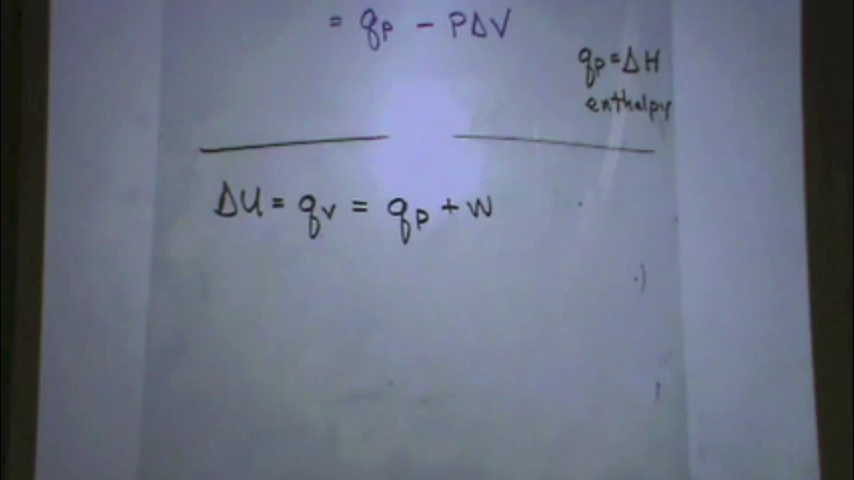 = qp - PΔV
qp = ΔH
enthalpy
ΔU = qv = qp + W